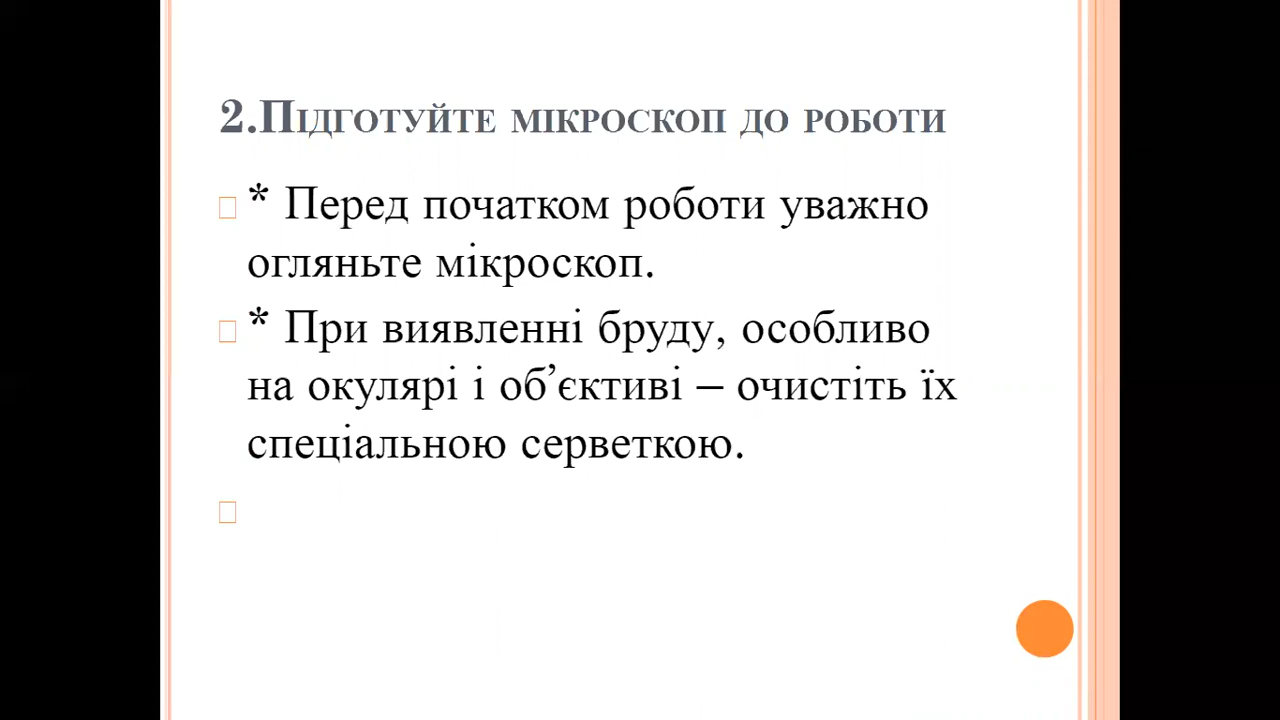 2.Підготуйте мікроскоп до роботи
* Перед початком роботи уважно
огляньте мікроскоп.
* При виявленні бруду, особливо
на окулярі і об’єктиві – очистіть їх
спеціальною серветкою.